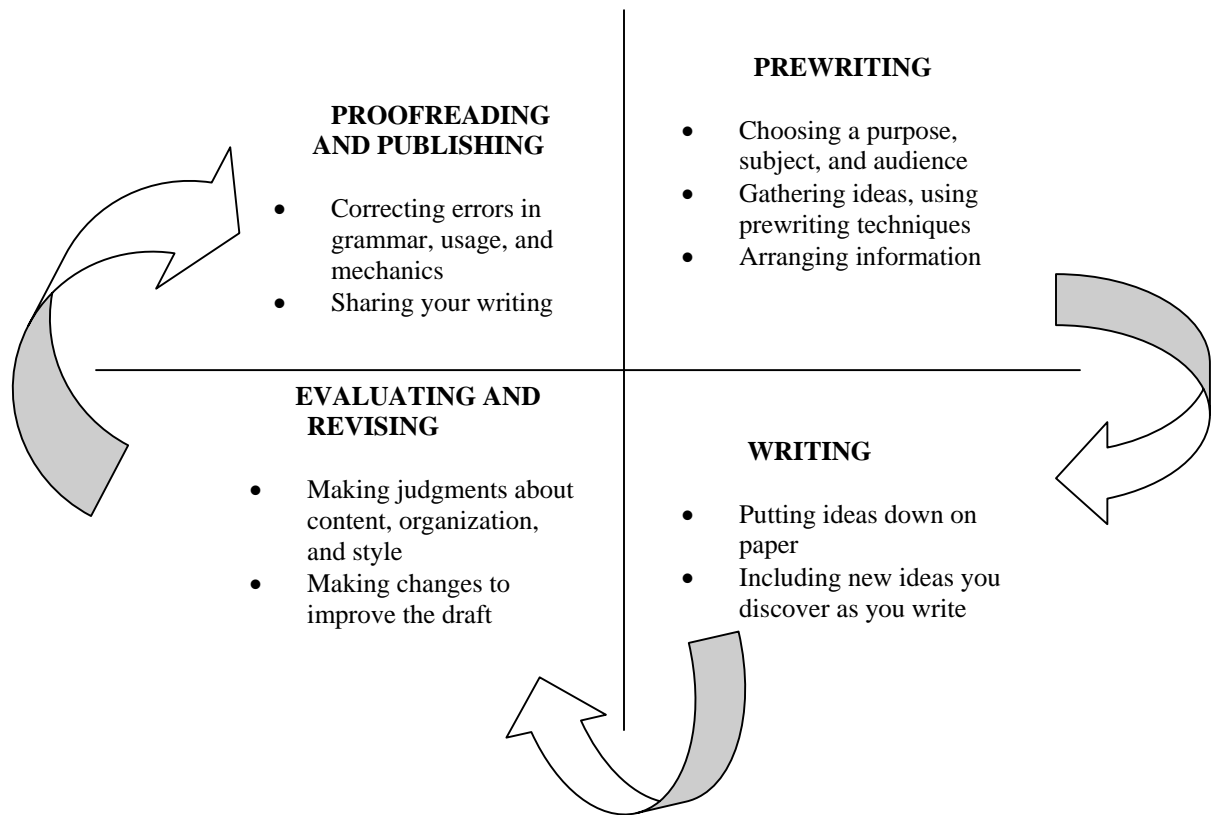 PREWRITING
• Choosing a purpose,
subject, and audience
• Gathering ideas, using
prewriting techniques
• Arranging information
WRITING
• Putting ideas down on
paper
• Including new ideas you
discover as you write
EVALUATING AND
REVISING
• Making judgments about
content, organization,
and style
• Making changes to
improve the draft
PROOFREADING
AND PUBLISHING
• Correcting errors in
grammar, usage, and
mechanics
• Sharing your writing